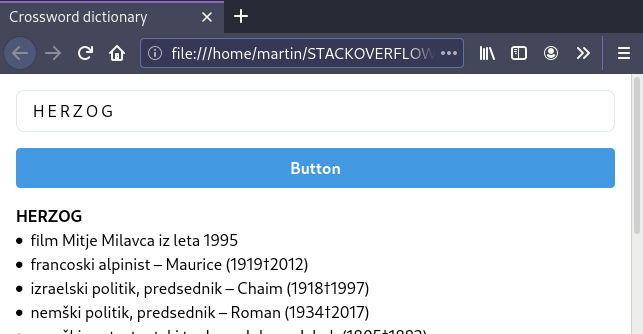 Crossword dictionary
file:///home/martin/STACKOVERFLOW
HERZOG
Button
HERZOG
• film Mitje Milavca iz leta 1995
• francoski alpinist – Maurice (1919†2012)
• izraelski politik, predsednik – Chaim (1918†1997)
• nemški politik, predsednik – Roman (1934†2017)